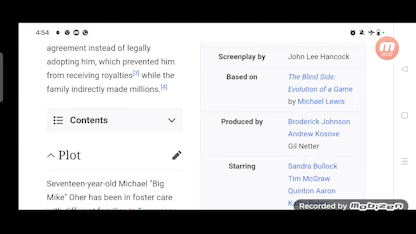 4:54
agreement instead of legally
adopting him, which prevented him
from receiving royalties[3] while the
family indirectly made millions.[4]
Contents
Plot
Seventeen-year-old Michael "Big
Mike" Oher has been in foster care
Screenplay by John Lee Hancock
Based on The Blind Side:
Evolution of a Game
by Michael Lewis
Produced by Broderick Johnson
Andrew Kosove
Gil Netter
Starring Sandra Bullock
Tim McGraw
Quinton Aaron
Recorded by
Mobizen